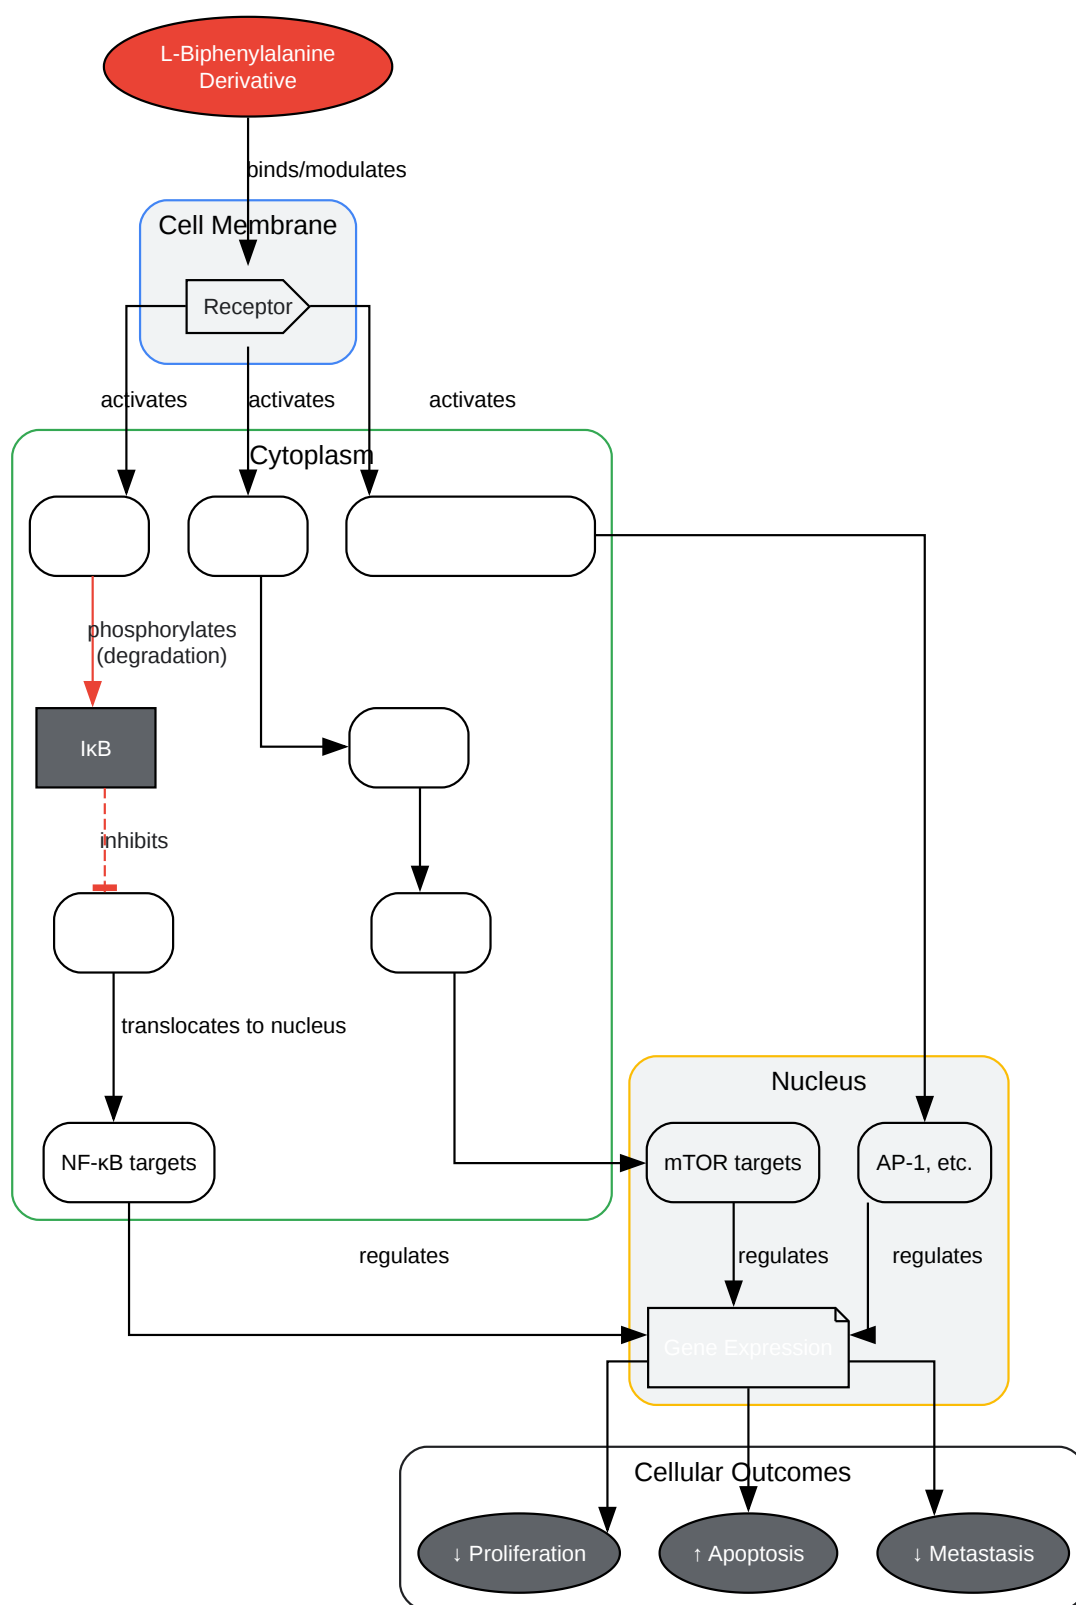 L-Biphenylalanine
Derivative
binds/modulates
Cell Membrane
Receptor
activates
activates
activates
Cytoplasm
phosphorylates
(degradation)
IκB
inhibits
translocates to nucleus
Nucleus
NF-κB targets
mTOR targets
AP-1, etc.
regulates
regulates
regulates
Gene Expression
Cellular Outcomes
↓ Proliferation
↑ Apoptosis
↓ Metastasis